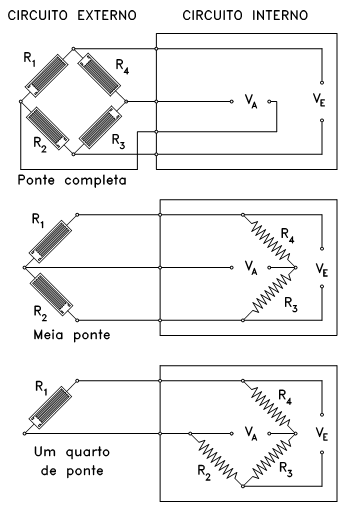 CIRCUITO EXTERNO CIRCUITO INTERNO
R1 R4
VA VE
R2 R3
Ponte completa
R1 R4
VA VE
R2 R3
Meia ponte
R1 R4
VA VE
R2 R3
Um quarto
de ponte